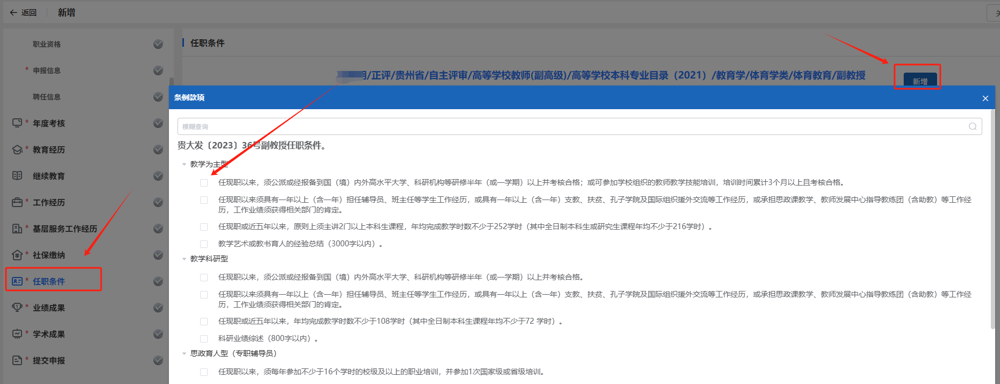 返回
新增
关
职业资格
* 申报信息
聘任信息
* 年度考核
* 教育经历
继续教育
* 工作经历
* 基层服务工作经历
* 社保缴纳
* 任职条件
* 业绩成果
* 学术成果
* 提交申报
任职条件
/正评/贵州省/自主评审/高等学校教师(副高级)/高等学校本科专业目录（2021）/教育学/体育学类/体育教育/副教授
新增
条例款项
模糊查询
贵大发〔2023〕36号副教授任职条件。
教学为主型
任现职以来，须公派或经报备到国（境）内外高水平大学、科研机构等研修半年（或一学期）以上并考核合格；或可参加学校组织的教师教学技能培训，培训时间累计3个月以上且考核合格。
任现职以来须具有一年以上（含一年）担任辅导员、班主任等学生工作经历，或具有一年以上（含一年）支教、扶贫、孔子学院及国际组织援外交流等工作经历，或承担思政课教学、教师发展中心指导教练团（含助教）等工作经
历，工作业绩须获得相关部门的肯定。
任现职或近五年以来，原则上须主讲2门以上本科生课程，年均完成教学时数不少于252学时（其中全日制本科生或研究生课程年均不少于216学时）。
教学艺术或教书育人的经验总结（3000字以内）。
教学科研型
任现职以来，须公派或经报备到国（境）内外高水平大学、科研机构等研修半年（或一学期）以上并考核合格。
任现职以来须具有一年以上（含一年）担任辅导员、班主任等学生工作经历，或具有一年以上（含一年）支教、扶贫、孔子学院及国际组织援外交流等工作经历，或承担思政课教学、教师发展中心指导教练团（含助教）等工作经
历，工作业绩须获得相关部门的肯定。
任现职或近五年以来，年均完成教学时数不少于108学时（其中全日制本科生课程年均不少于72 学时）。
科研业绩综述（800字以内）。
思政育人型（专职辅导员）
任现职以来，须每年参加不少于16个学时的校级及以上的职业培训，并参加1次国家级或省级培训。